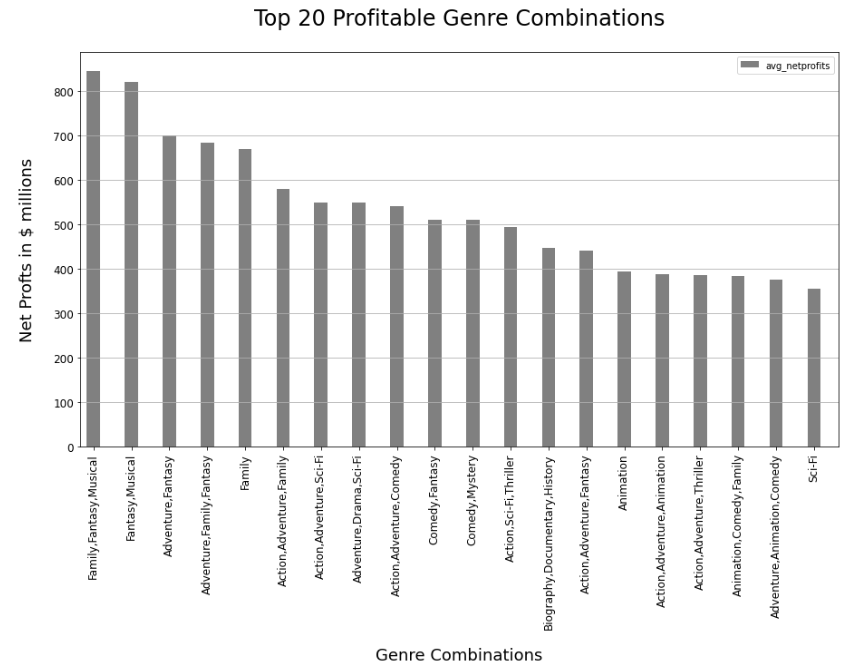 Top 20 Profitable Genre Combinations
avg_netprofits
Net Profts in $ millions
800
700
600
500
400
300
200
100
0
Family,Fantasy,Musical
Fantasy,Musical
Adventure,Fantasy
Adventure,Family,Fantasy
Family
Action,Adventure,Family
Action,Adventure,Sci-Fi
Adventure,Drama,Sci-Fi
Action,Adventure,Comedy
Comedy,Fantasy
Comedy,Mystery
Action,Sci-Fi,Thriller
Biography,Documentary,History
Action,Adventure,Fantasy
Animation
Action,Adventure,Animation
Action,Adventure,Thriller
Animation,Comedy,Family
Adventure,Animation,Comedy
Sci-Fi
Genre Combinations